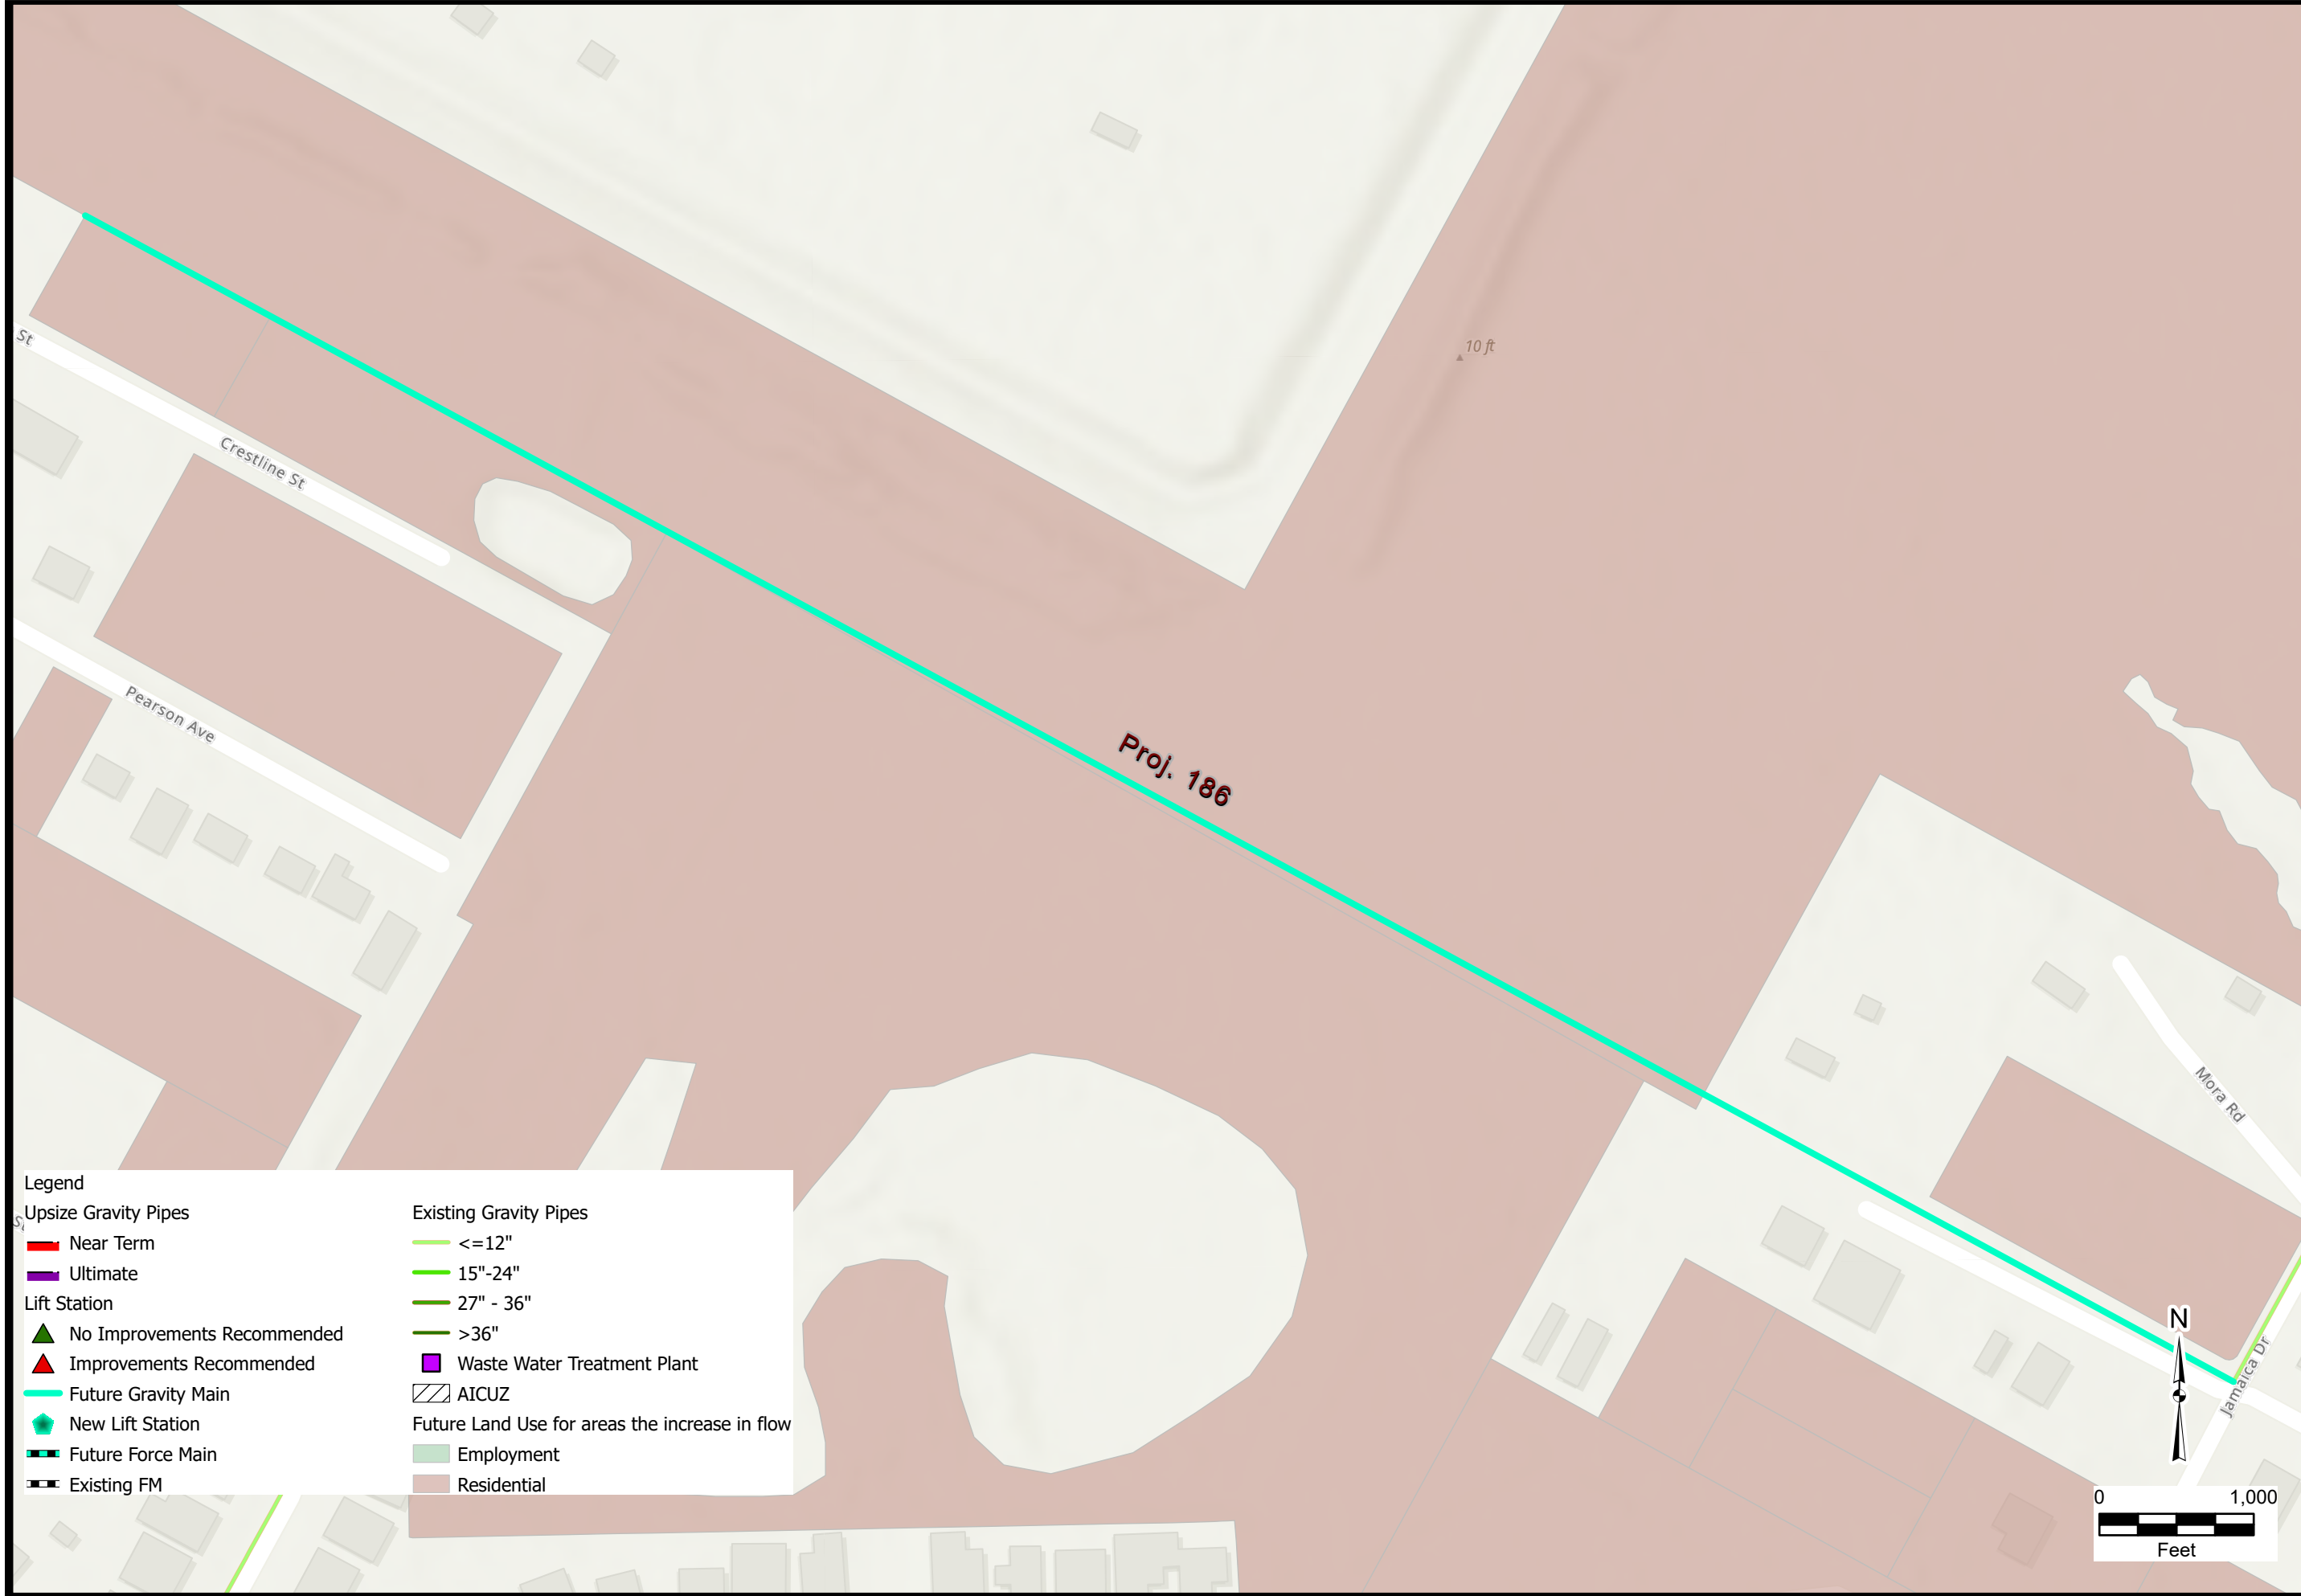 10 ft
St
Crestline St
Pearson Ave
Proj. 186
Mora Rd
Jamaica Dr
N
0 1,000
Feet
Legend
Upsize Gravity Pipes
Near Term
Ultimate
Lift Station
No Improvements Recommended
Improvements Recommended
Future Gravity Main
New Lift Station
Future Force Main
Existing FM
Existing Gravity Pipes
<=12"
15"-24"
27" - 36"
>36"
Waste Water Treatment Plant
AICUZ
Future Land Use for areas the increase in flow
Employment
Residential